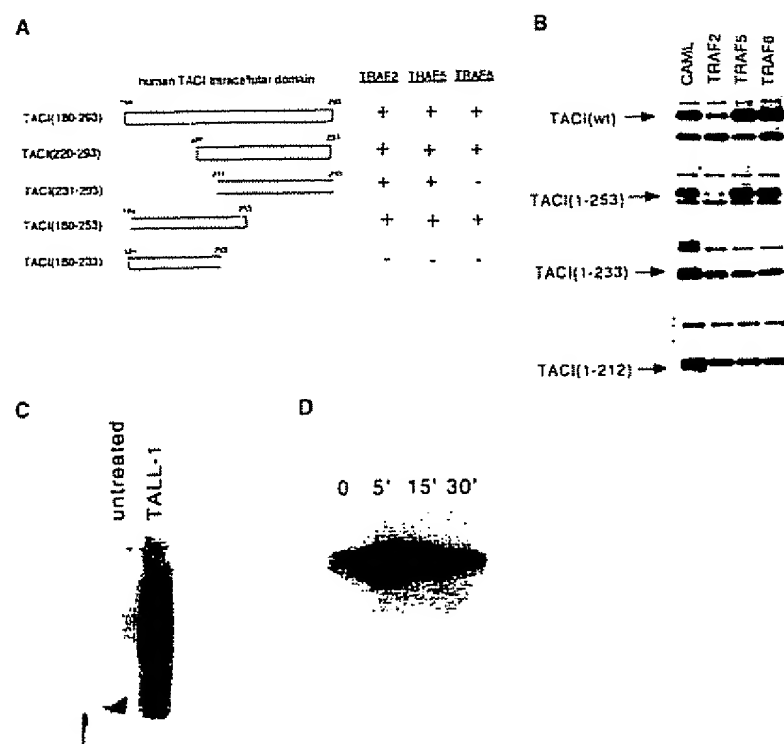 A
human TACI intracellular domain
TRAF2 TRAF5 TRAF6
TACI(180-293) + + +
TACI(220-293) + + +
TACI(231-293) + + -
TACI(180-253) + + +
TACI(180-233) - - -
B
CAML TRAF2 TRAF5 TRAF6
TACI(wt)
TACI(1-253)
TACI(1-233)
TACI(1-212)
C
untreated TALL-1
D
0 5' 15' 30'